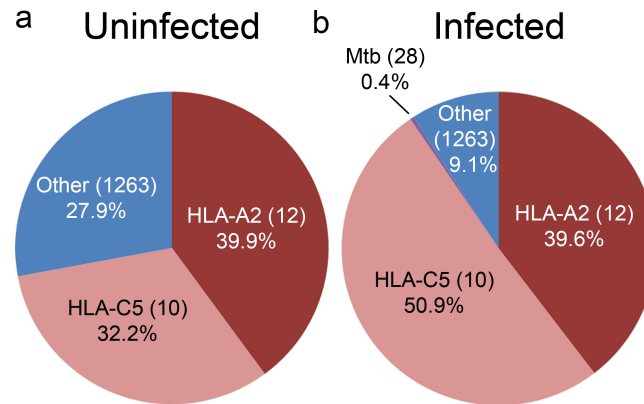 a
Uninfected
Other (1263)
27.9%
HLA-A2 (12)
39.9%
HLA-C5 (10)
32.2%
b
Infected
Mtb (28)
0.4%
Other
(1263)
9.1%
HLA-A2 (12)
39.6%
HLA-C5 (10)
50.9%